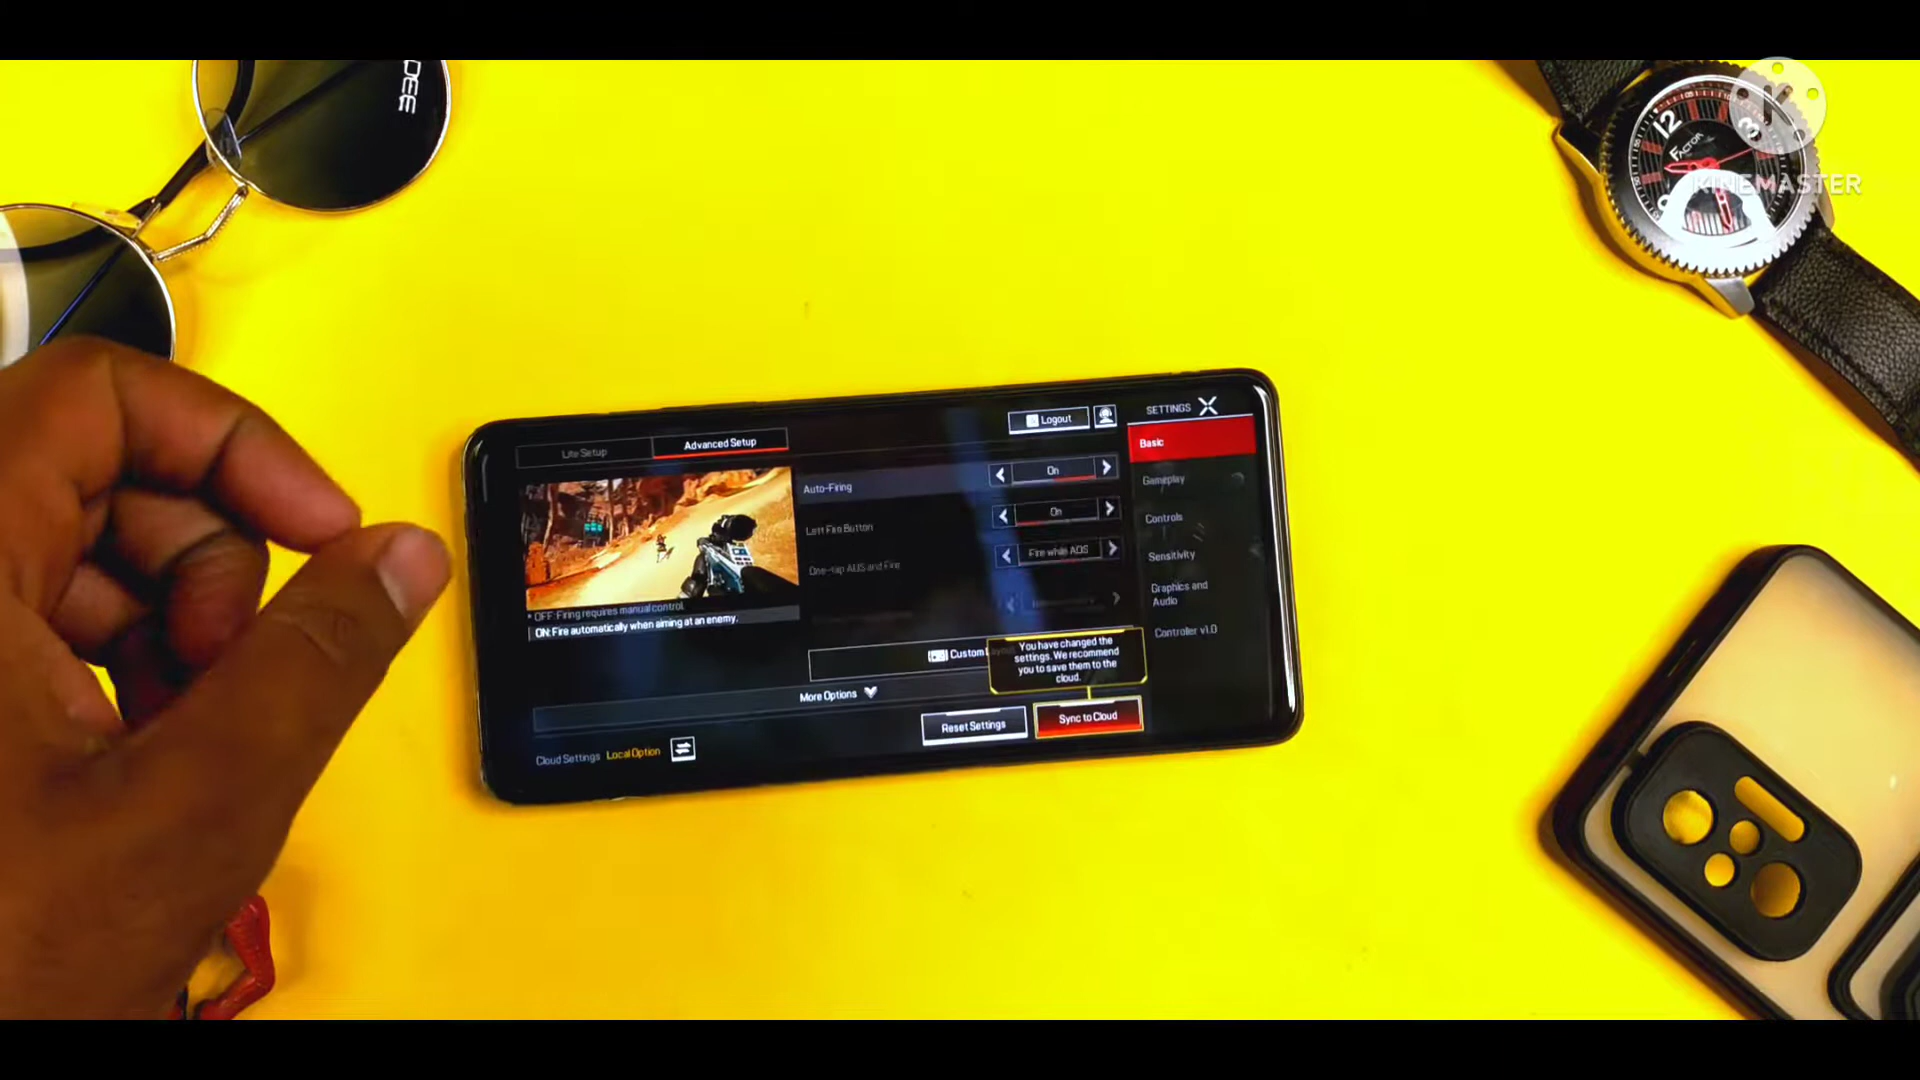 DEE
12
3
FACTOR
KINEMASTER
SETTINGS
Logout
Lite Setup
Advanced Setup
Basic
Auto-Firing
On
Gameplay
Left Fire Button
On
Controls
One-tap ADS and Fire
Fire while ADS
Sensitivity
Graphics and
Audio
* OFF: Firing requires manual control.
ON: Fire automatically when aiming at an enemy.
Controller v1.0
Custom
You have changed the
settings. We recommend
you to save them to the
cloud.
More Options
Reset Settings
Sync to Cloud
Cloud Settings Local Option